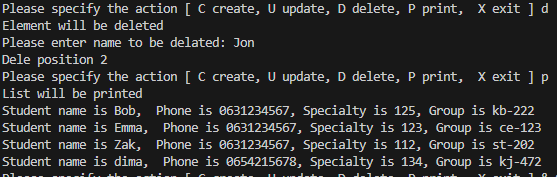 Please specify the action [ C create, U update, D delete, P print,  X exit ] d
Element will be deleted
Please enter name to be delated: Jon
Dele position 2
Please specify the action [ C create, U update, D delete, P print,  X exit ] p
List will be printed
Student name is Bob,  Phone is 0631234567, Specialty is 125, Group is kb-222
Student name is Emma,  Phone is 0631234567, Specialty is 123, Group is ce-123
Student name is Zak,  Phone is 0631234567, Specialty is 112, Group is st-202
Student name is dima,  Phone is 0654215678, Specialty is 134, Group is kj-472
Please specify the action [ C create, U update, D delete, P print,  X exit ]